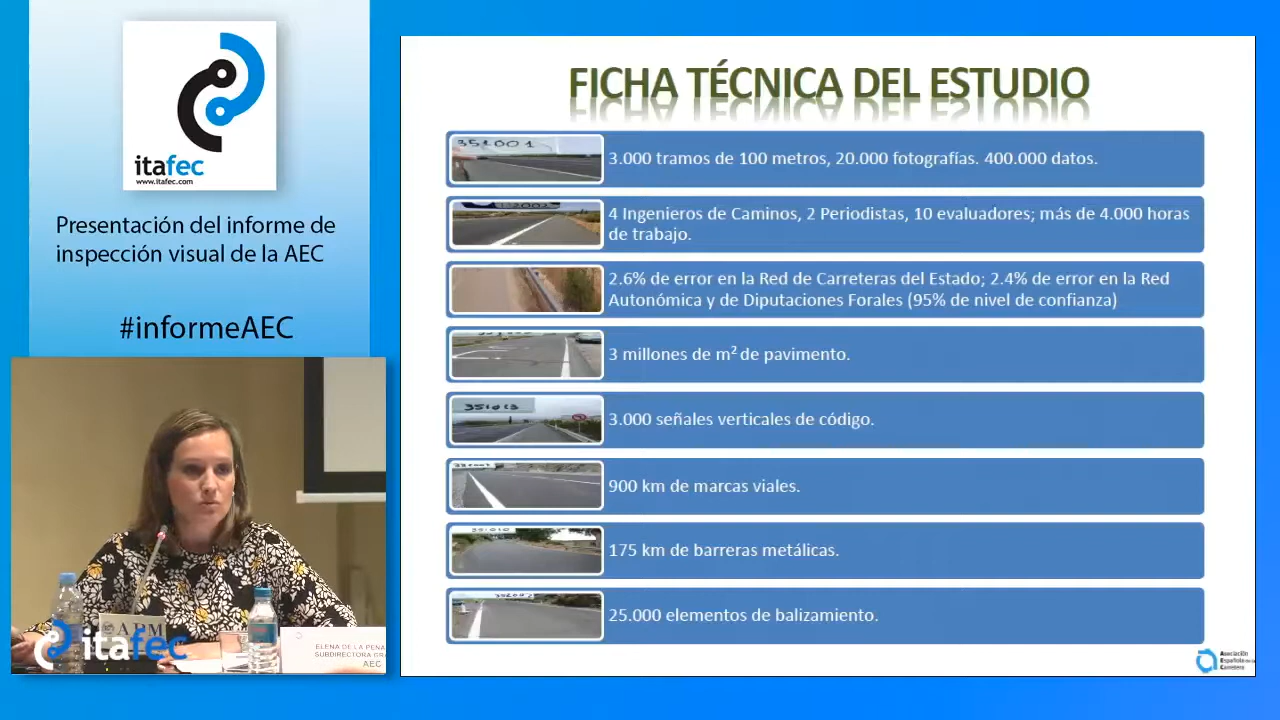 itafec
www.itafec.com
Presentación del informe de
inspección visual de la AEC
#informeAEC
FICHA TÉCNICA DEL ESTUDIO
351001
3.000 tramos de 100 metros, 20.000 fotografías. 400.000 datos.
4 Ingenieros de Caminos, 2 Periodistas, 10 evaluadores; más de 4.000 horas
de trabajo.
2.6% de error en la Red de Carreteras del Estado; 2.4% de error en la Red
Autonómica y de Diputaciones Forales (95% de nivel de confianza)
3 millones de m² de pavimento.
351013
3.000 señales verticales de código.
900 km de marcas viales.
175 km de barreras metálicas.
25.000 elementos de balizamiento.
itafec
ELENA DE LA PEÑA
AEC
Asociación
Española de la
Carretera